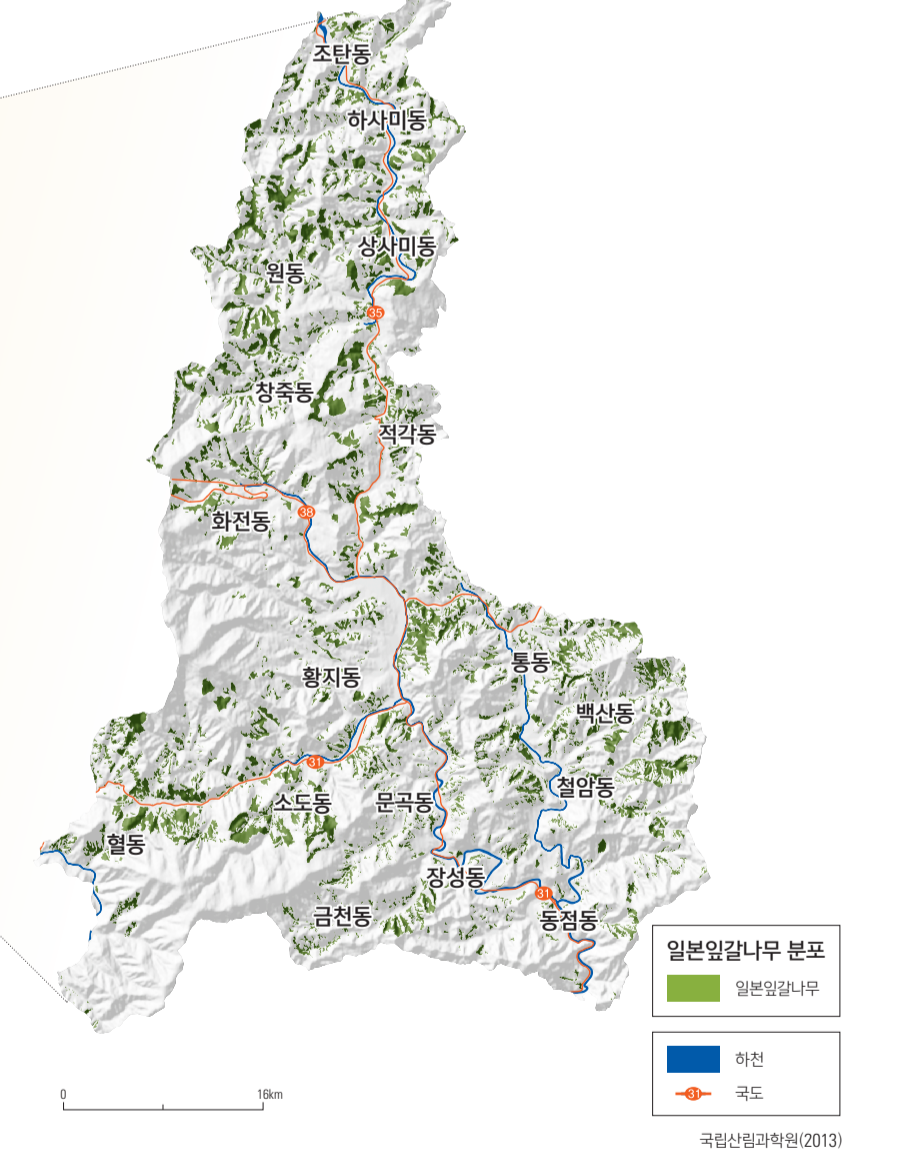 조탄동
하사미동
상사미동
원동
35
창죽동
적각동
화전동
38
통동
황지동
백산동
31
철암동
소도동
문곡동
혈동
장성동
31
금천동
동점동
일본잎갈나무 분포
일본잎갈나무
하천
31
국도
0
16km
국립산림과학원(2013)